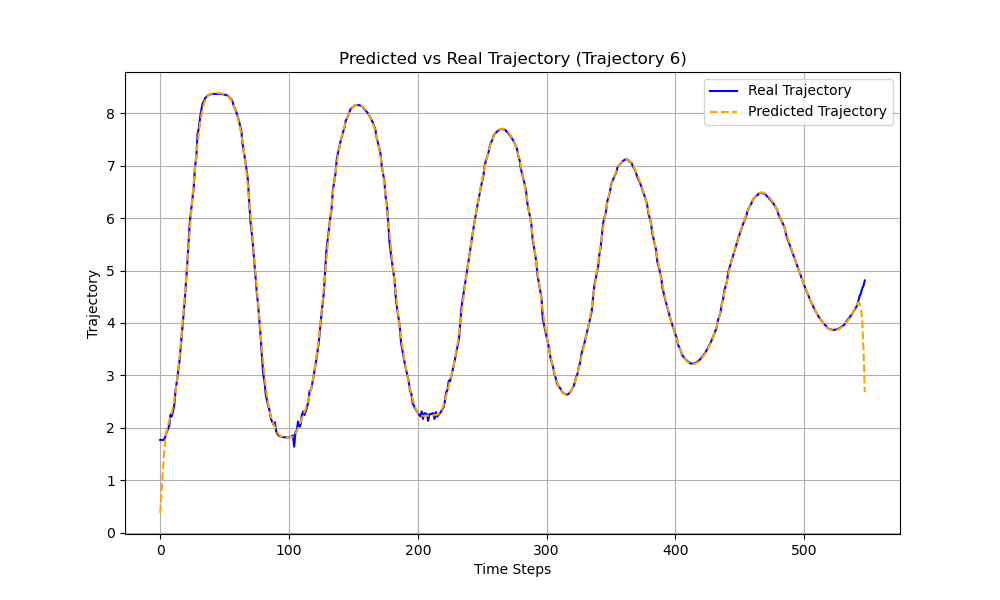 Predicted vs Real Trajectory (Trajectory 6)
Real Trajectory
Predicted Trajectory
Trajectory
8
7
6
5
4
3
2
1
0
0 100 200 300 400 500
Time Steps